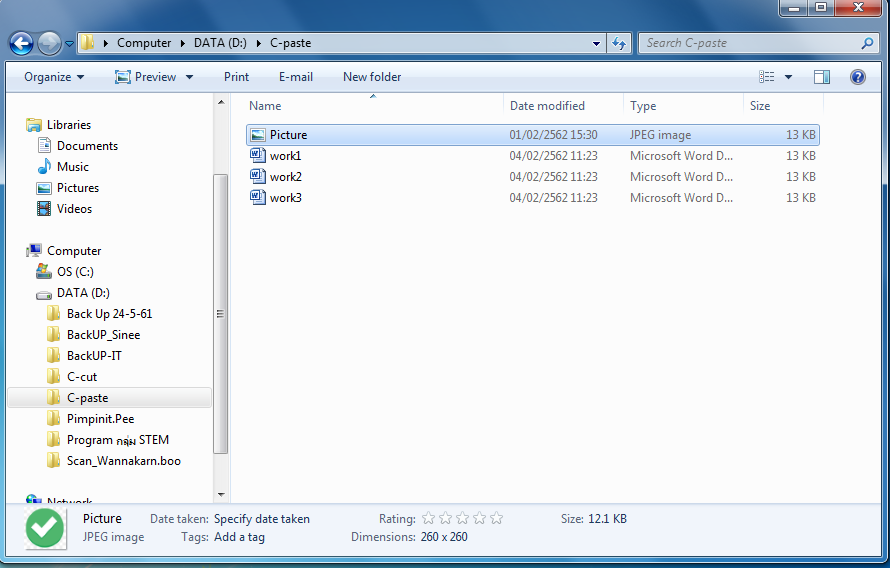 Computer DATA (D:) C-paste Search C-paste
Organize Preview Print E-mail New folder
Name Date modified Type Size
Libraries
Documents
Music
Pictures
Videos
Computer
OS (C:)
DATA (D:)
Back Up 24-5-61
BackUP_Sinee
BackUP-IT
C-cut
C-paste
Pimpinit.Pee
Program กลุ่ม STEM
Scan_Wannakarn.boo
Network
Picture 01/02/2562 15:30 JPEG image 13 KB
work1 04/02/2562 11:23 Microsoft Word D... 13 KB
work2 04/02/2562 11:23 Microsoft Word D... 13 KB
work3 04/02/2562 11:23 Microsoft Word D... 13 KB
Picture Date taken: Specify date taken Rating: Size: 12.1 KB
JPEG image Tags: Add a tag Dimensions: 260 x 260